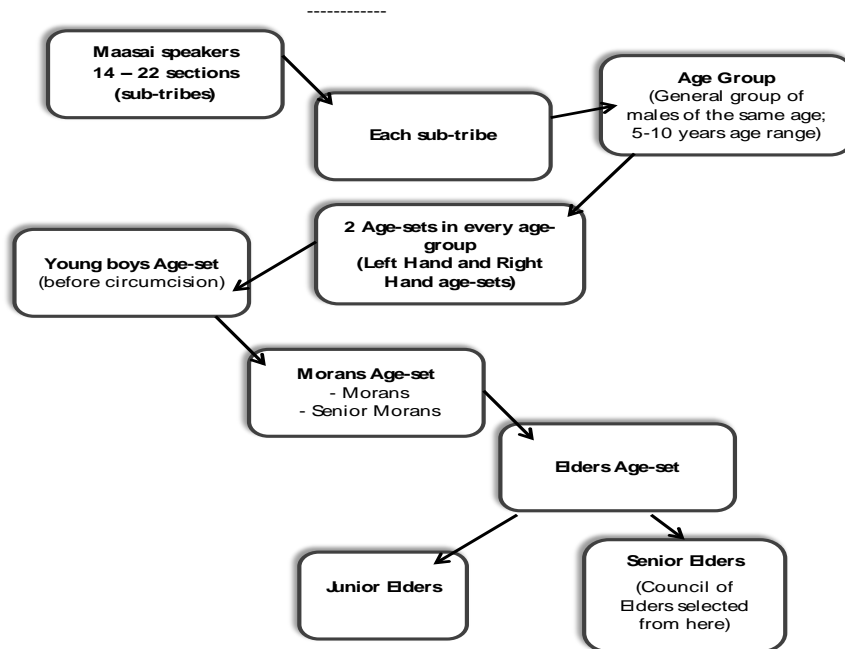 ------------
Maasai speakers
14 – 22 sections
(sub-tribes)
Each sub-tribe
Age Group
(General group of
males of the same age;
5-10 years age range)
2 Age-sets in every age-
group
(Left Hand and Right
Hand age-sets)
Young boys Age-set
(before circumcision)
Morans Age-set
- Morans
- Senior Morans
Elders Age-set
Junior Elders
Senior Elders
(Council of
Elders selected
from here)